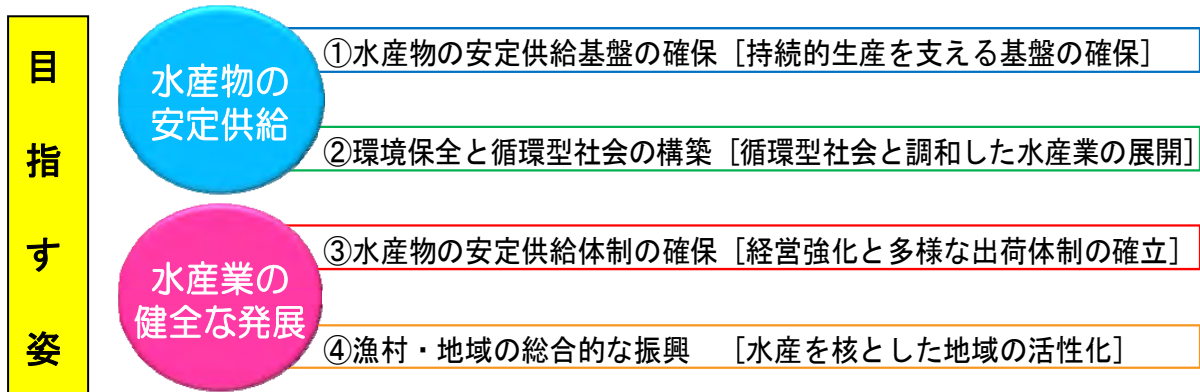 目指す姿
水産物の
安定供給
①水産物の安定供給基盤の確保［持続的生産を支える基盤の確保］
②環境保全と循環型社会の構築［循環型社会と調和した水産業の展開］
水産業の
健全な発展
③水産物の安定供給体制の確保［経営強化と多様な出荷体制の確立］
④漁村・地域の総合的な振興　［水産を核とした地域の活性化］